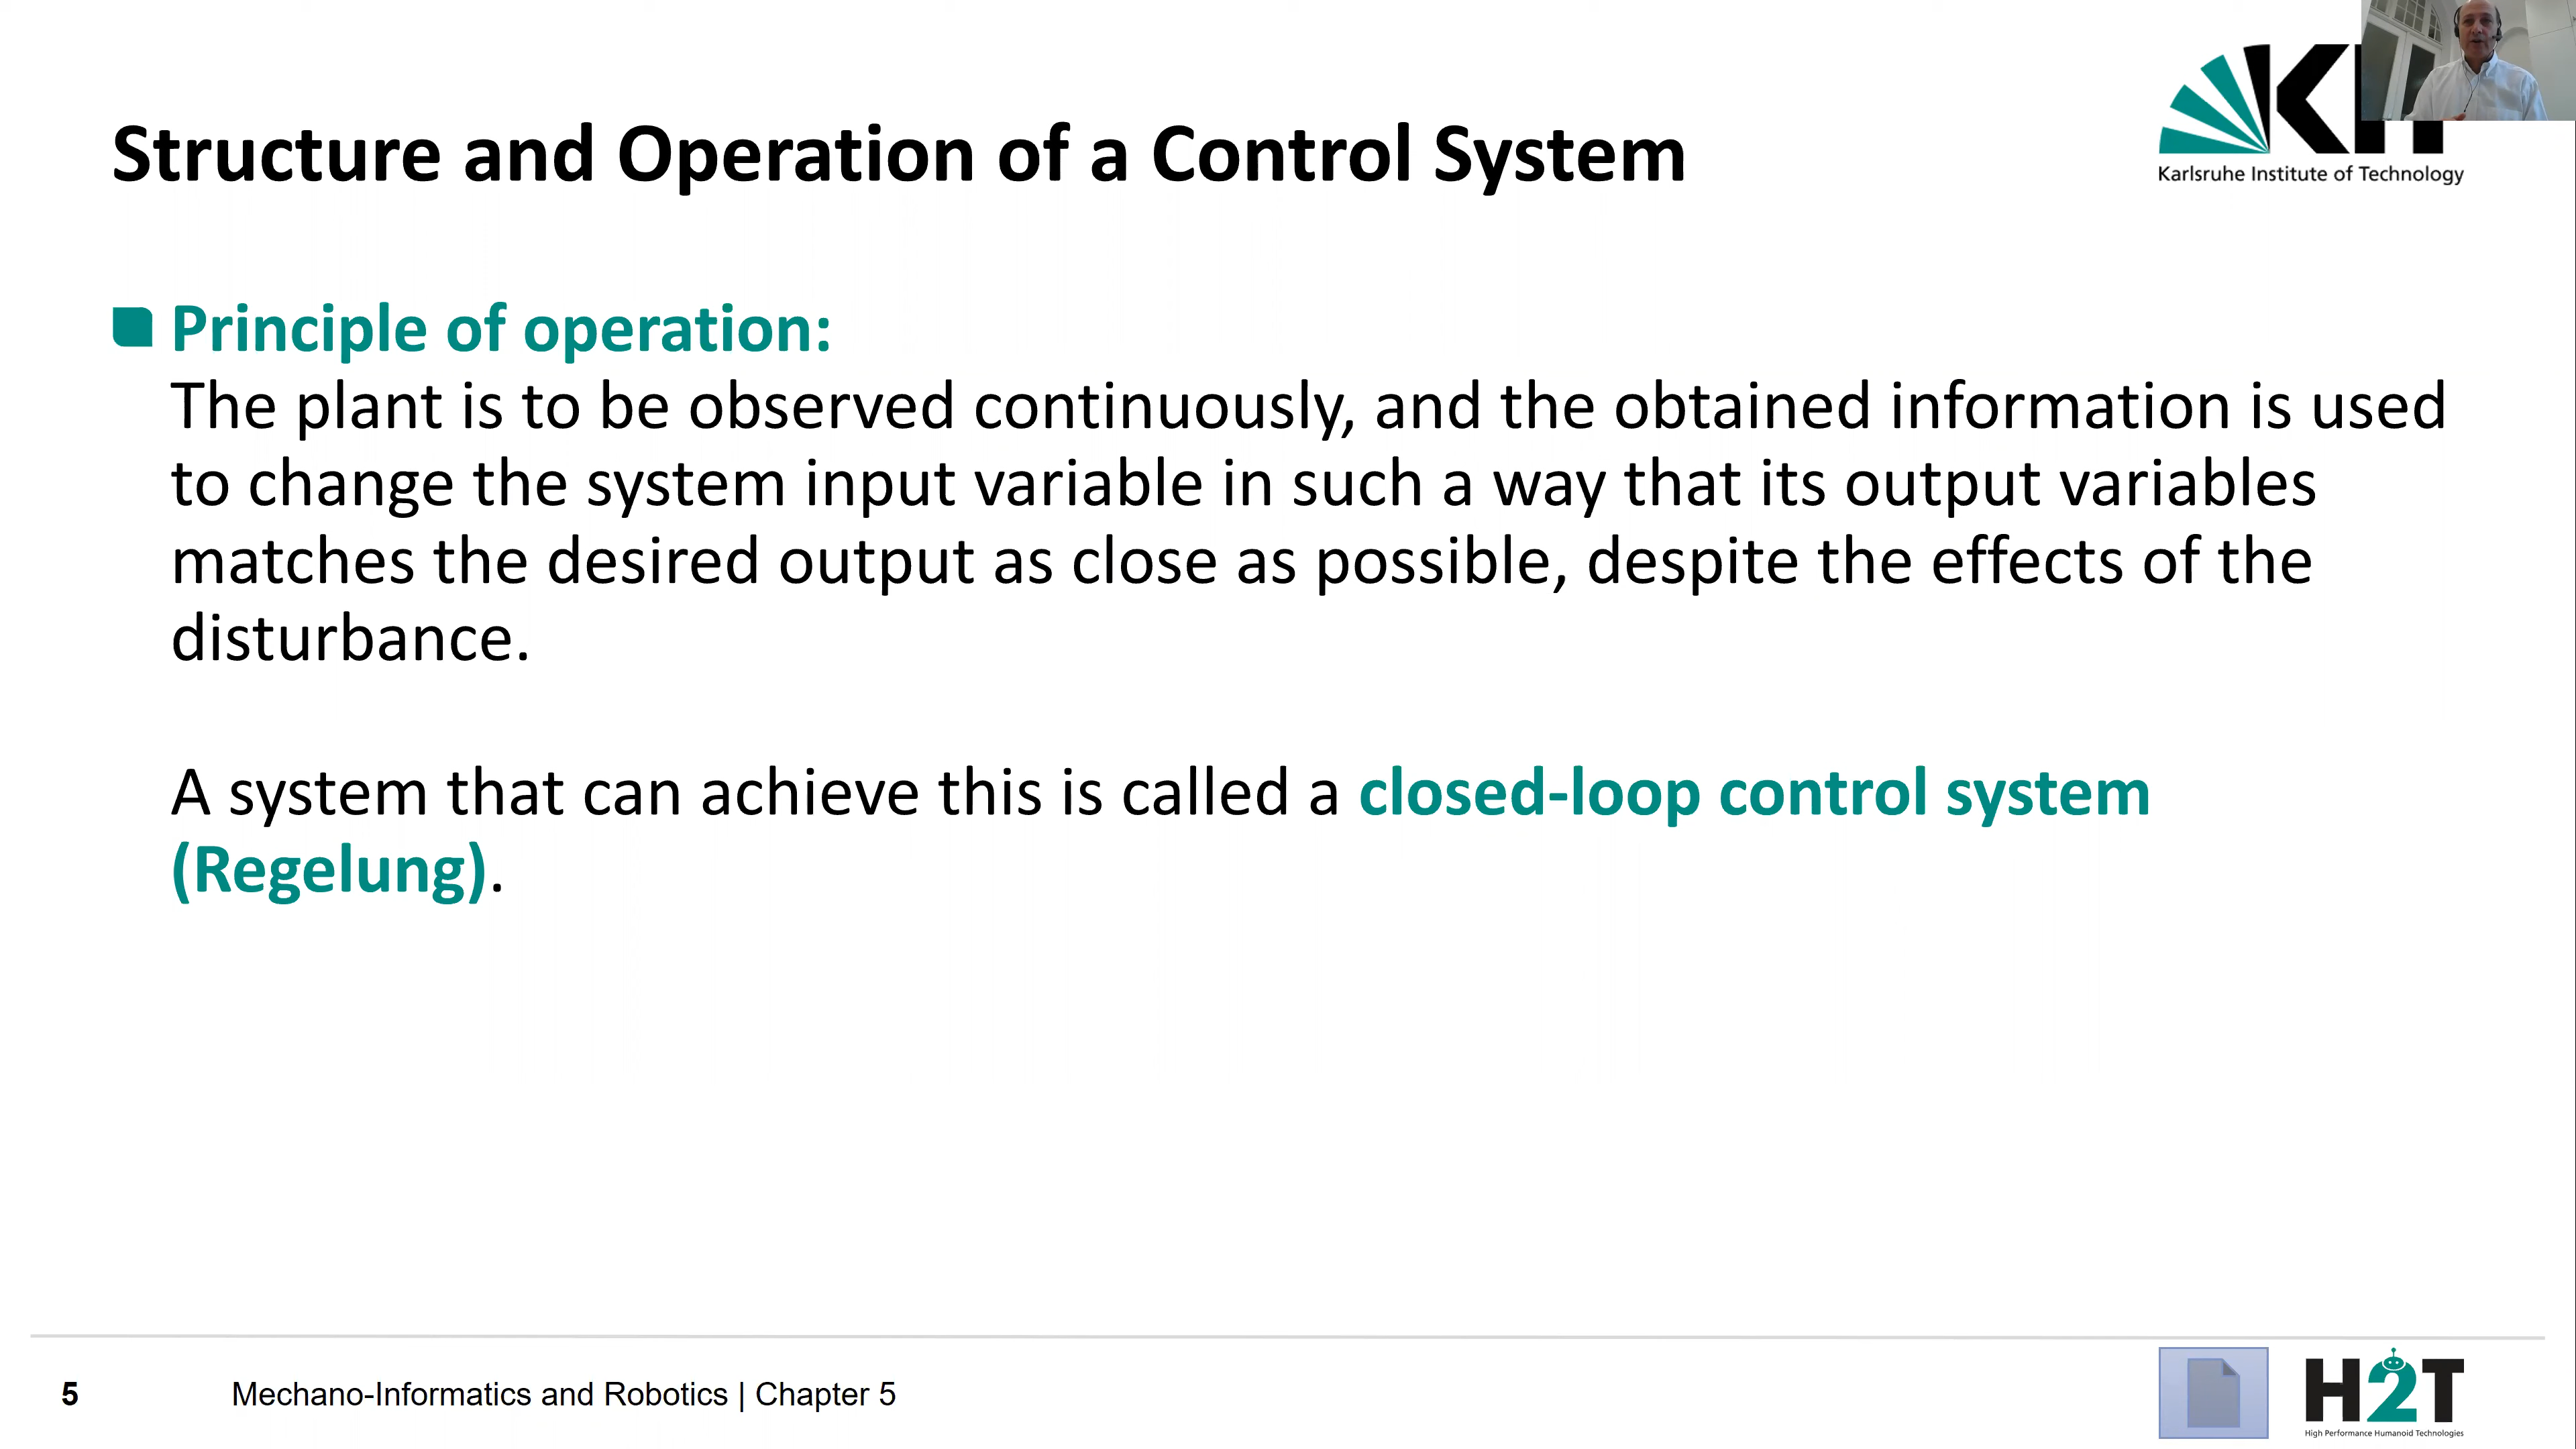 Structure and Operation of a Control System
Karlsruhe Institute of Technology
Principle of operation:
The plant is to be observed continuously, and the obtained information is used
to change the system input variable in such a way that its output variables
matches the desired output as close as possible, despite the effects of the
disturbance.
A system that can achieve this is called a closed-loop control system
(Regelung).
5
Mechano-Informatics and Robotics | Chapter 5
H2T
High Performance Humanoid Technologies